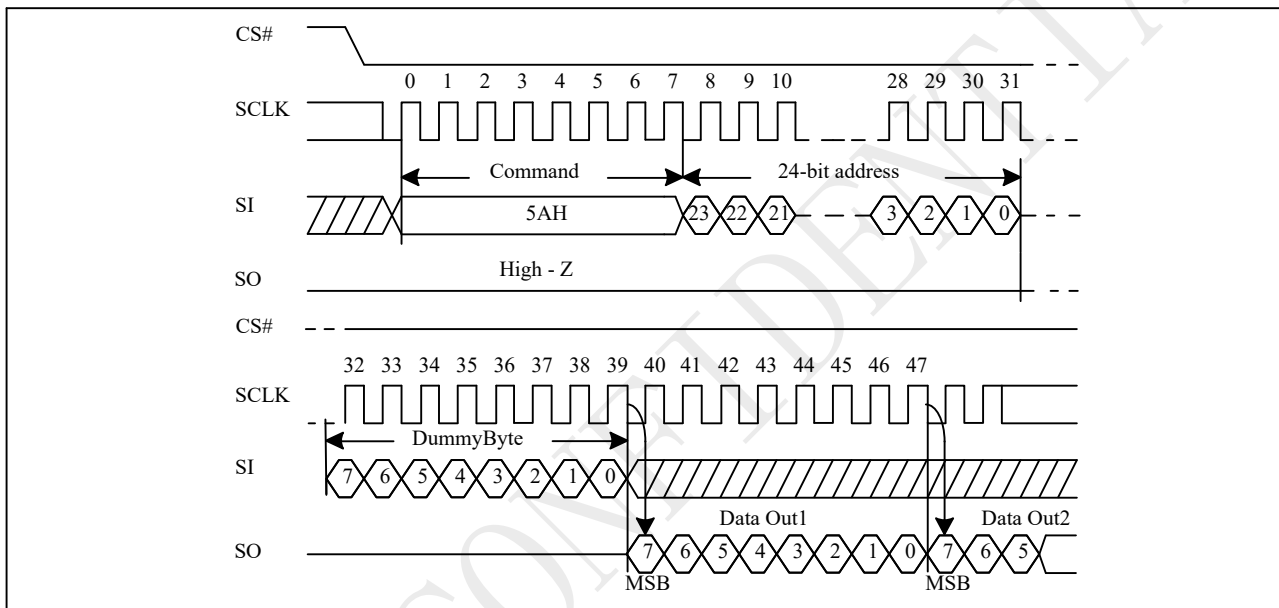 CS#
0 1 2 3 4 5 6 7 8 9 10 28 29 30 31
SCLK
Command 24-bit address
SI 5AH 23 22 21 3 2 1 0
High - Z
SO
CS#
32 33 34 35 36 37 38 39 40 41 42 43 44 45 46 47
SCLK
DummyByte
SI 7 6 5 4 3 2 1 0
Data Out1 Data Out2
SO 7 6 5 4 3 2 1 0 7 6 5
MSB MSB
CONFIDENTIA